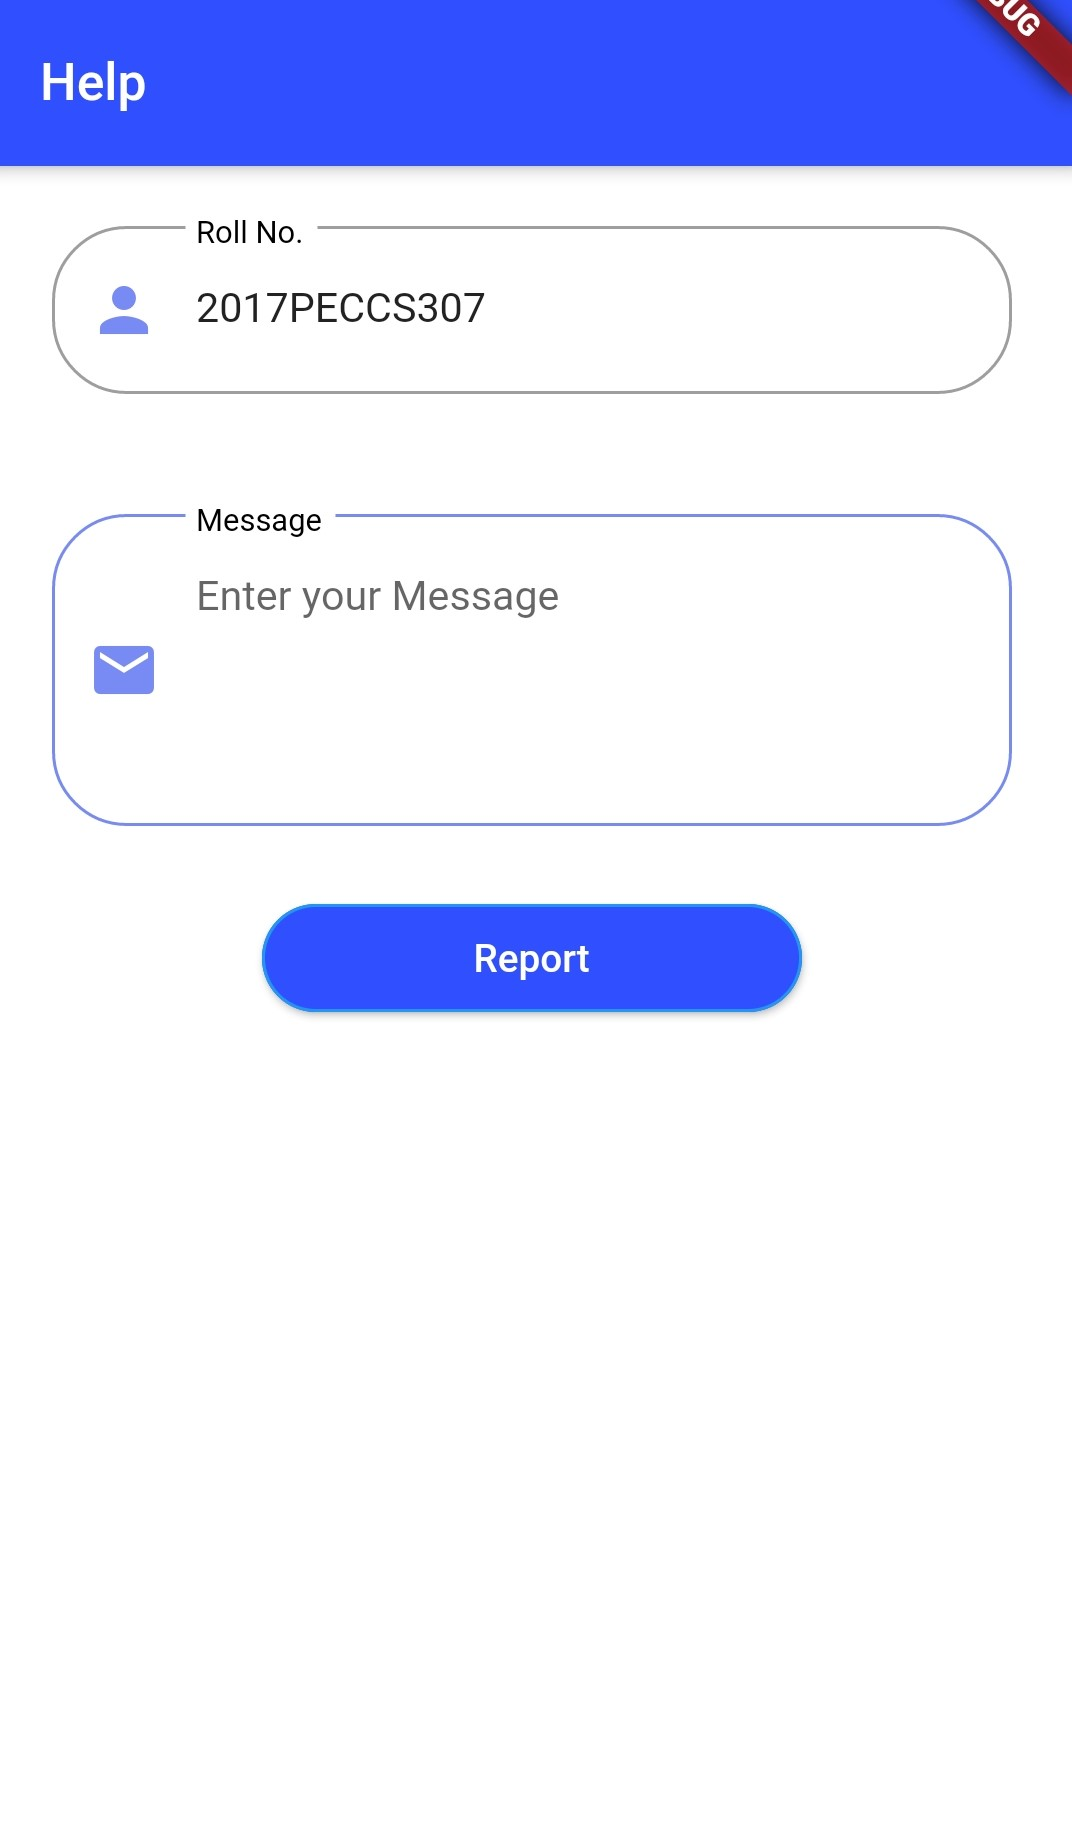 Help
Roll No.
2017PECCS307
Message
Enter your Message
Report